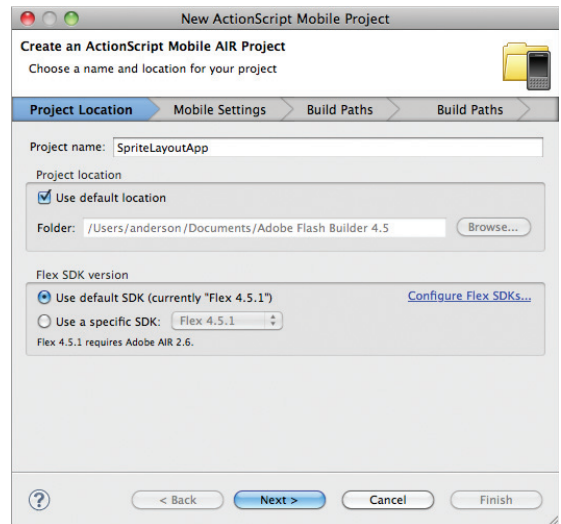 New ActionScript Mobile Project
Create an ActionScript Mobile AIR Project
Choose a name and location for your project
Project Location Mobile Settings Build Paths Build Paths
Project name: SpriteLayoutApp
Project location
Use default location
Folder: /Users/anderson/Documents/Adobe Flash Builder 4.5 Browse...
Flex SDK version
Use default SDK (currently "Flex 4.5.1") Configure Flex SDKs...
Use a specific SDK: Flex 4.5.1
Flex 4.5.1 requires Adobe AIR 2.6.
? < Back Next > Cancel Finish